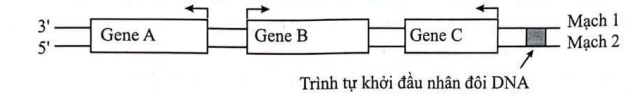 3' Gene A Gene B Gene C Mạch 1
5' Mạch 2
Trình tự khởi đầu nhân đôi DNA